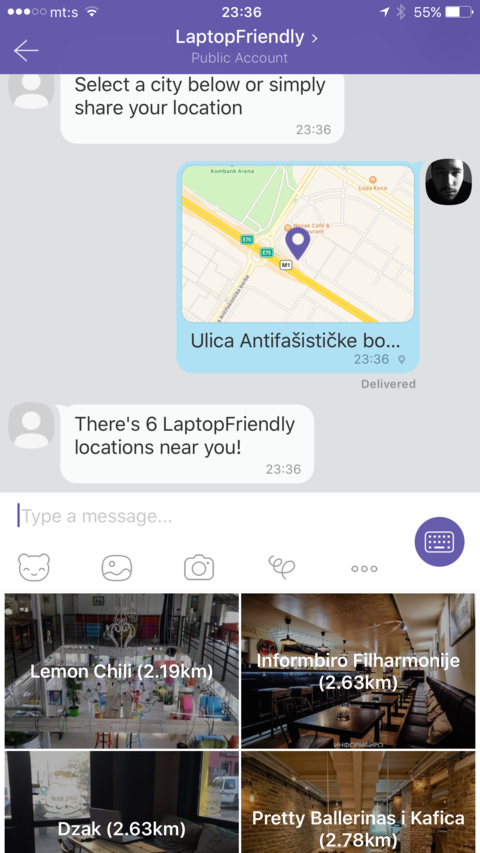 mt:s
23:36
55%
LaptopFriendly >
Public Account
Select a city below or simply
share your location
23:36
Kombank Arena
Luda Kuca
Novak Café &
E70
E75
M1
Ulica Antifašističke bo...
23:36
Delivered
There's 6 LaptopFriendly
locations near you!
23:36
Type a message...
Lemon Chili (2.19km)
Informbiro Filharmonije
(2.63km)
ИНФОРМБИРО
Dzak (2.63km)
Pretty Ballerinas i Kafica
(2.78km)